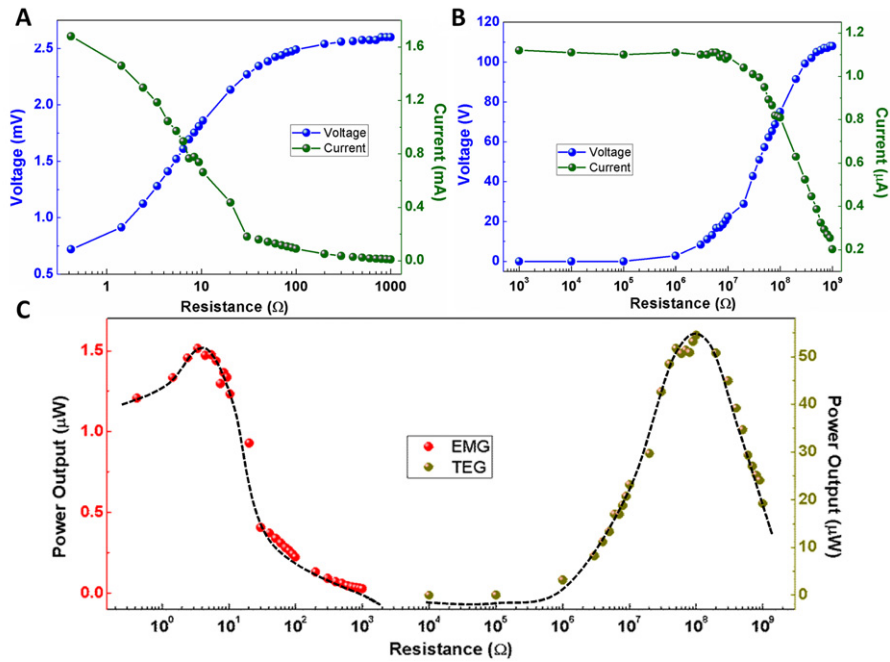 A
Voltage (mV)
2.5
2.0
1.5
1.0
0.5
1.6
1.2
0.8
0.4
0.0
Current (mA)
Voltage
Current
1 10 100 1000
Resistance (Ω)
B
Voltage (V)
120
100
80
60
40
20
0
1.2
1.0
0.8
0.6
0.4
0.2
Current (μA)
Voltage
Current
10³ 10⁴ 10⁵ 10⁶ 10⁷ 10⁸ 10⁹
Resistance (Ω)
C
Power Output (μW)
1.5
1.0
0.5
0.0
EMG
TEG
50
40
30
20
10
0
Power Output (μW)
10⁰ 10¹ 10² 10³ 10⁴ 10⁵ 10⁶ 10⁷ 10⁸ 10⁹
Resistance (Ω)